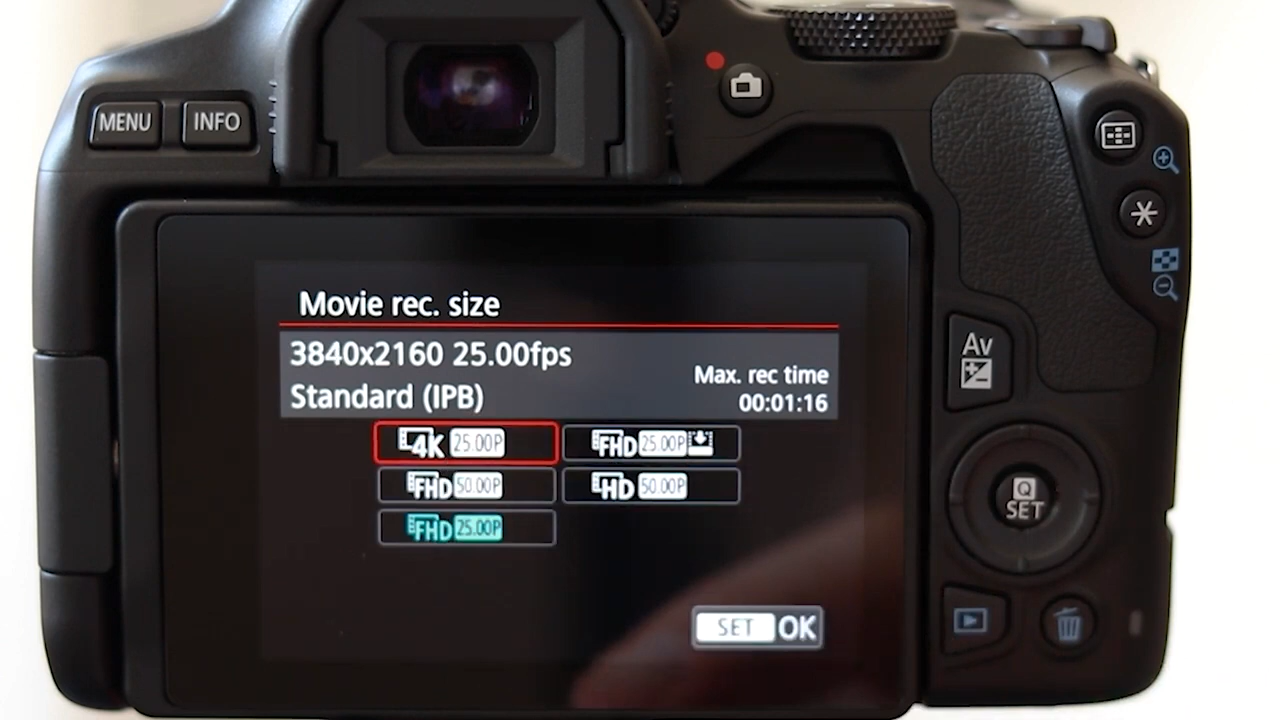 MENU INFO
Movie rec. size
3840x2160 25.00fps
Standard (IPB)
Max. rec time
00:01:16
4K 25.00P
FHD 25.00P
FHD 50.00P
HD 50.00P
FHD 25.00P
SET OK
Av
Q
SET